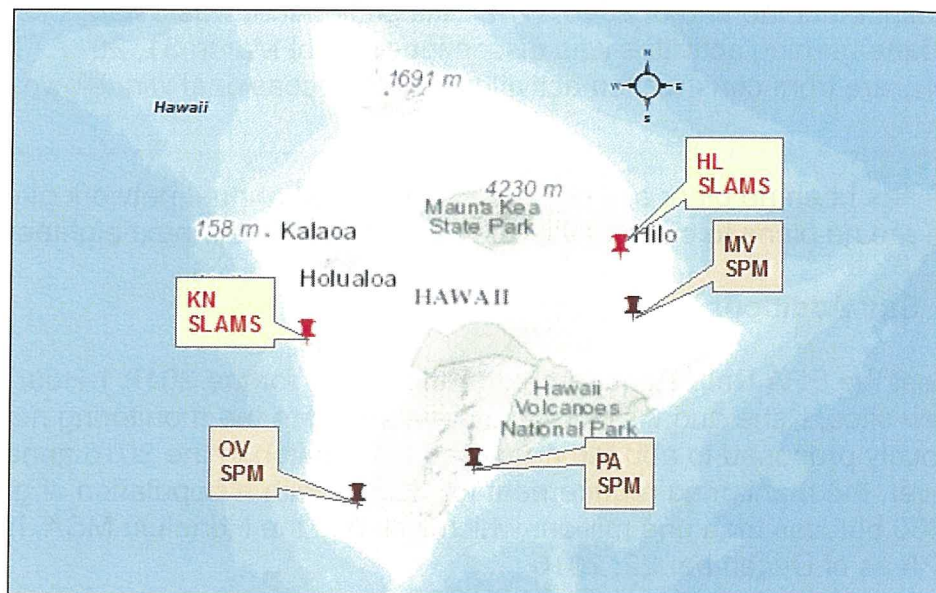 1691 m
Hawaii
N
W
E
S
HL
SLAMS
4230 m
Mauna Kea
State Park
158 m
Kalaoa
Hilo
MV
SPM
Holualoa
KN
SLAMS
HAWAII
Hawaii
Volcanoes
National Park
OV
SPM
PA
SPM